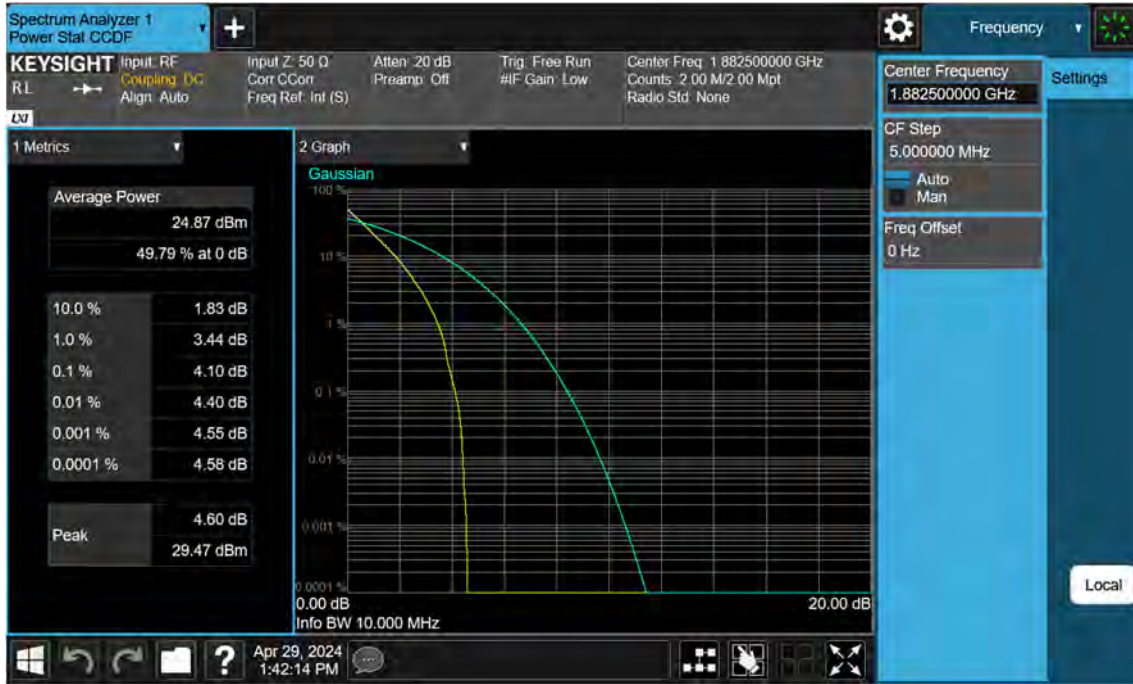 Spectrum Analyzer 1
Power Stat CCDF
Frequency
KEYSIGHT
R L
LXI
Input: RF
Coupling: DC
Align: Auto
Input Z: 50 Ω
Corr CCorr
Freq Ref: Int (S)
Atten: 20 dB
Preamp: Off
Trig: Free Run
#IF Gain: Low
Center Freq: 1.882500000 GHz
Counts: 2.00 M/2.00 Mpt
Radio Std: None
Center Frequency
1.882500000 GHz
Settings
CF Step
5.000000 MHz
Auto
Man
Freq Offset
0 Hz
1 Metrics
Average Power
24.87 dBm
49.79 % at 0 dB
10.0 % 1.83 dB
1.0 % 3.44 dB
0.1 % 4.10 dB
0.01 % 4.40 dB
0.001 % 4.55 dB
0.0001 % 4.58 dB
Peak
4.60 dB
29.47 dBm
2 Graph
Gaussian
100 %
10 %
1 %
0.1 %
0.01 %
0.001 %
0.0001 %
0.00 dB 20.00 dB
Info BW 10.000 MHz
Local
?
Apr 29, 2024
1:42:14 PM